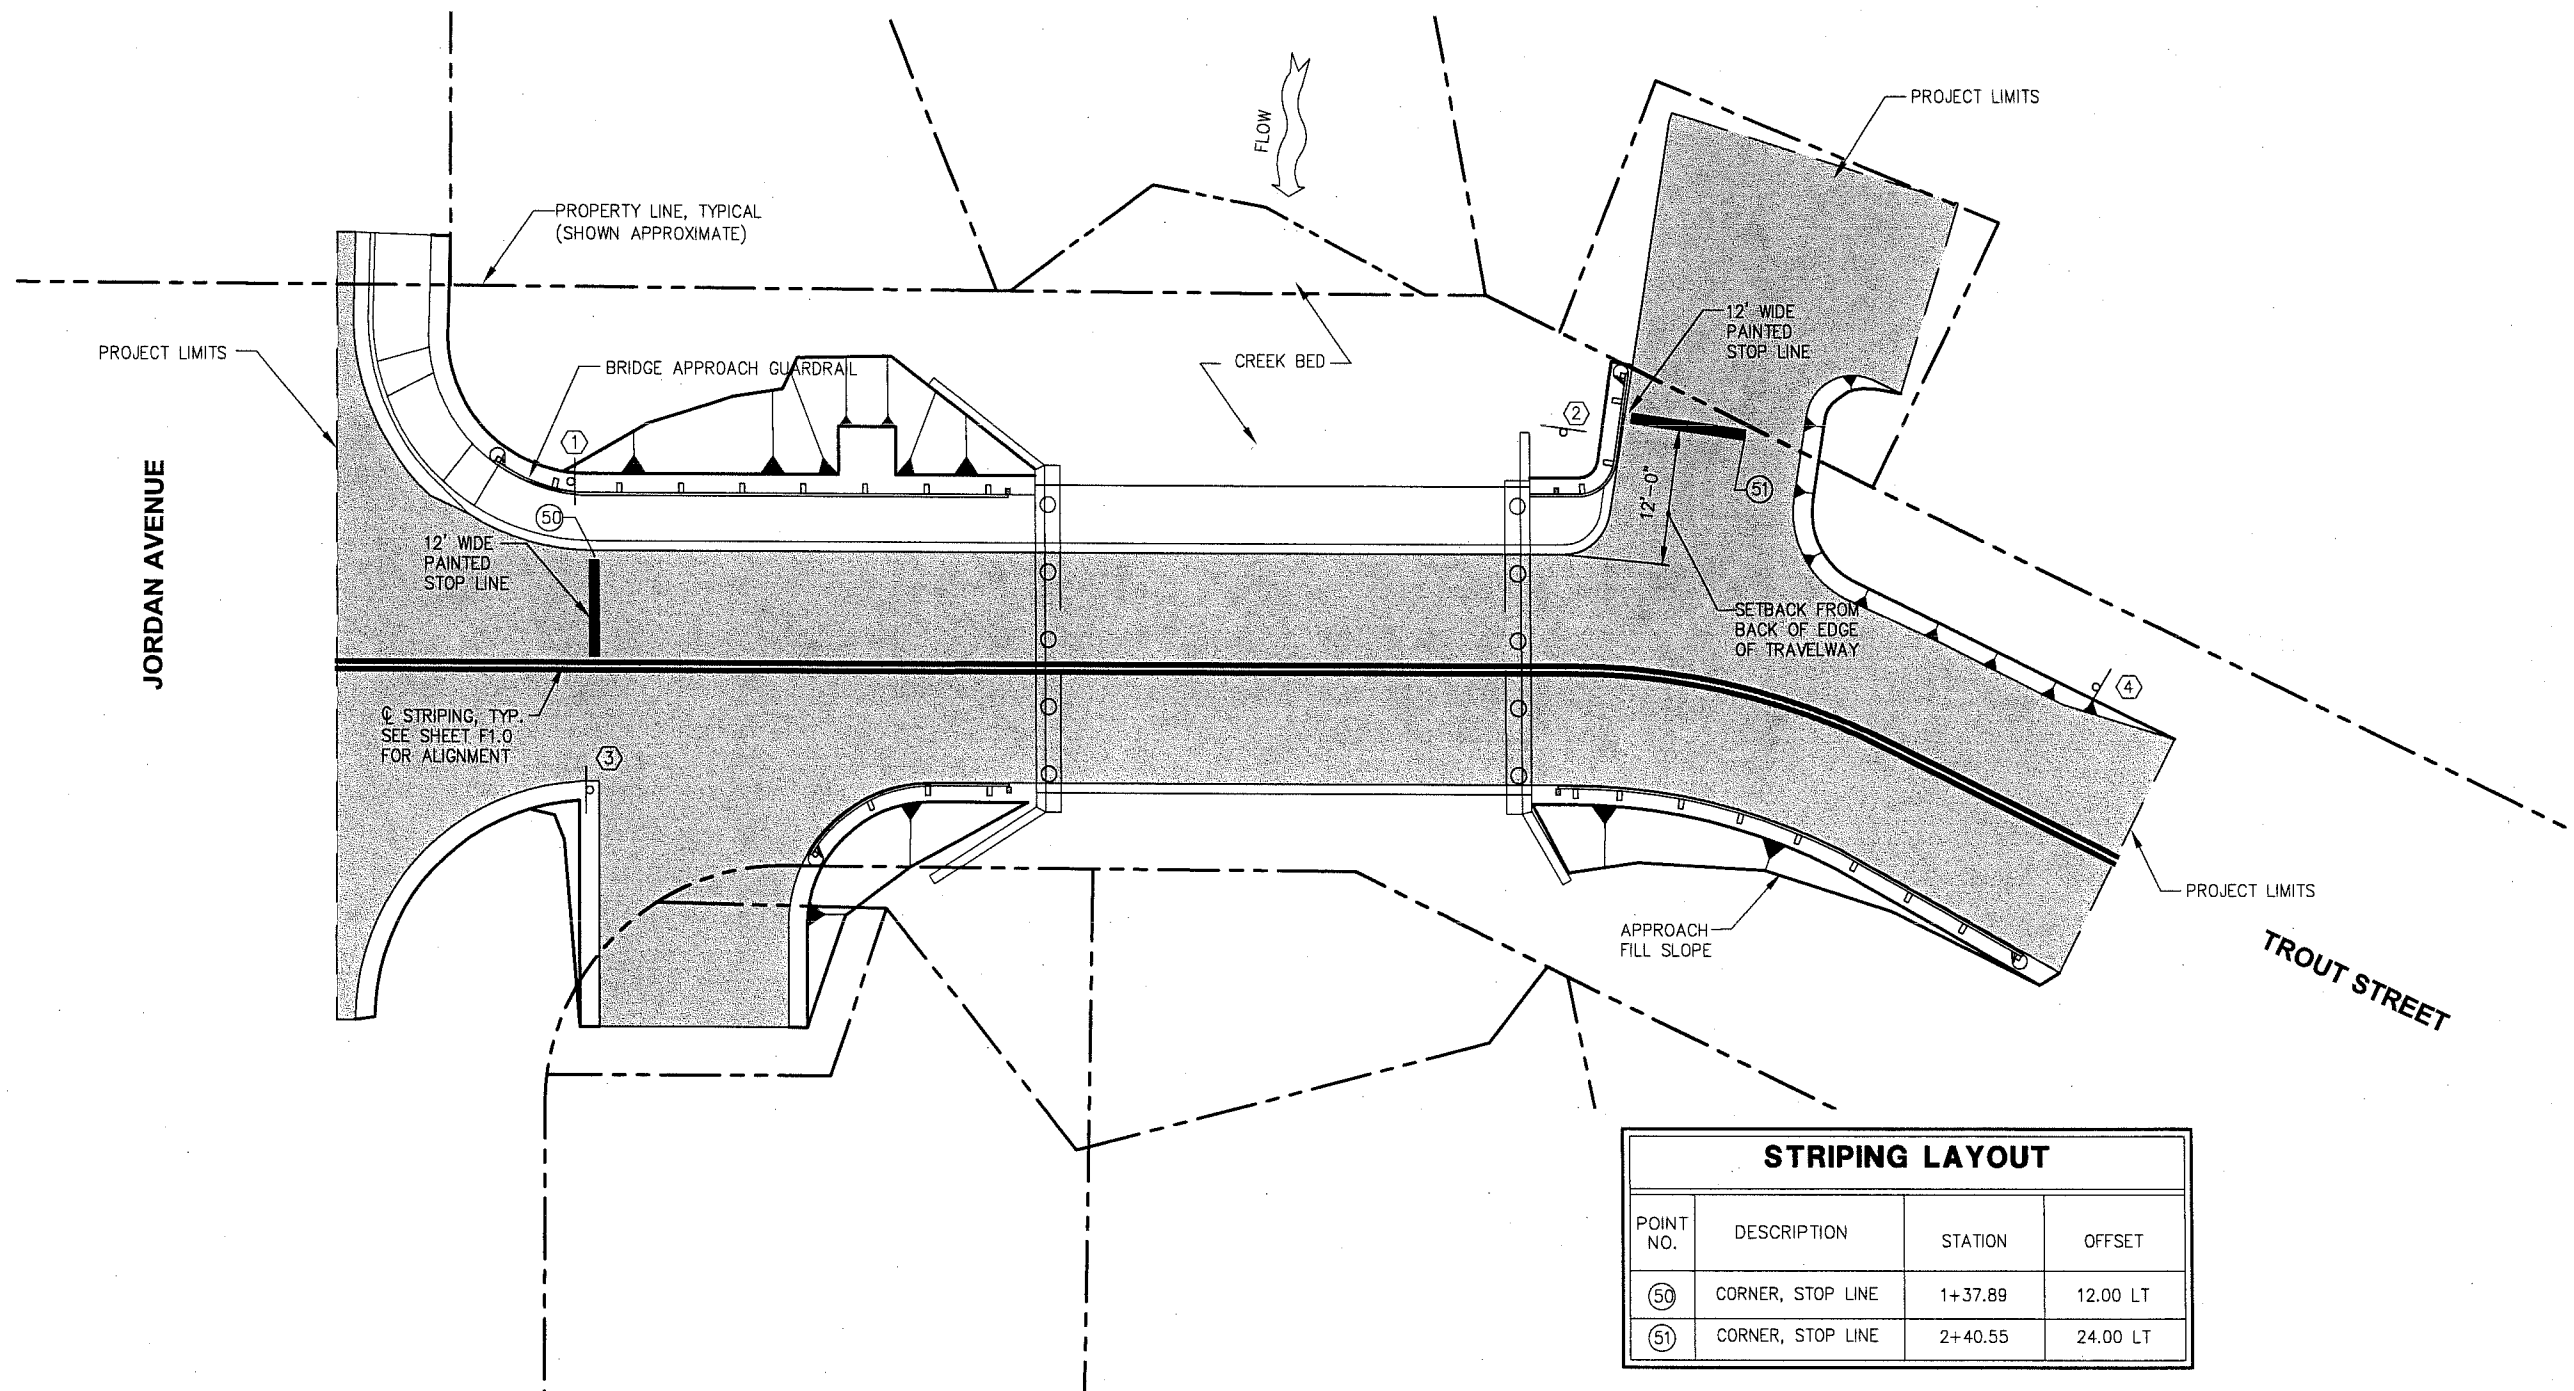 PROJECT LIMITS
FLOW
PROPERTY LINE, TYPICAL
(SHOWN APPROXIMATE)
12' WIDE
PAINTED
STOP LINE
PROJECT LIMITS
BRIDGE APPROACH GUARDRAIL
CREEK BED
1
2
JORDAN AVENUE
50
51
12'-0"
12' WIDE
PAINTED
STOP LINE
SETBACK FROM
BACK OF EDGE
OF TRAVELWAY
4
℄ STRIPING, TYP.
SEE SHEET F1.0
FOR ALIGNMENT
3
PROJECT LIMITS
APPROACH
FILL SLOPE
TROUT STREET
STRIPING LAYOUT
POINT NO. DESCRIPTION STATION OFFSET
50 CORNER, STOP LINE 1+37.89 12.00 LT
51 CORNER, STOP LINE 2+40.55 24.00 LT